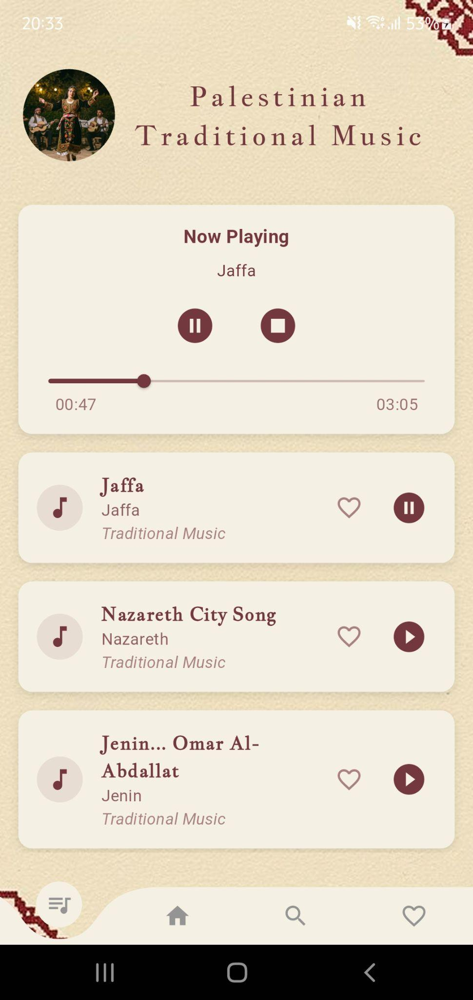 20:33
53%
Palestinian
Traditional Music
Now Playing
Jaffa
00:47
03:05
Jaffa
Jaffa
Traditional Music
Nazareth City Song
Nazareth
Traditional Music
Jenin... Omar Al-
Abdallat
Jenin
Traditional Music